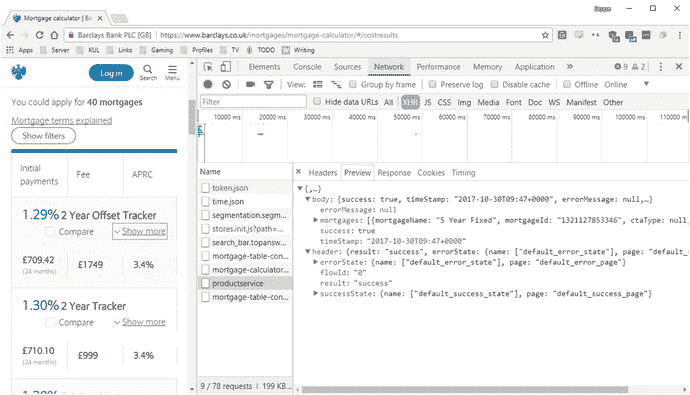 Mortgage calculator | Ba
Seppe
Barclays Bank PLC [GB] | https://www.barclays.co.uk/mortgages/mortgage-calculator/#/costresults
Apps Server KUL Gaming Profiles TV TODO Writing
Log in Search Menu
You could apply for 40 mortgages
Mortgage terms explained
Show filters
Initial payments Fee APRC
1.29% 2 Year Offset Tracker
Compare Show more
£709.42 £1749 3.4%
(24 months)
1.30% 2 Year Tracker
Compare Show more
£710.10 £999 3.4%
(24 months)
Elements Console Sources Network Performance Memory Application » 9 2
View: Group by frame Preserve log Disable cache Offline Online
Filter Hide data URLs All XHR JS CSS Img Media Font Doc WS Manifest Other
10000 ms 20000 ms 30000 ms 40000 ms 50000 ms 60000 ms 70000 ms 80000 ms 90000 ms 100000 ms
Name
token.json
time.json
segmentation.segm...
stores.init.js?path=...
search_bar.topansw...
mortgage-table-con...
mortgage-calculator...
productservice
mortgage-table-con...
9 / 78 requests | 199 KB...
Headers Preview Response Cookies Timing
{,…}
body: {success: true, timeStamp: "2017-10-30T09:47+0000", errorMessage: null,…}
errorMessage: null
mortgages: [{mortgageName: "5 Year Fixed", mortgageId: "1321127853346", ctaType: null,
success: true
timeStamp: "2017-10-30T09:47+0000"
header: {result: "success", errorState: {name: ["default_error_state"], page: "default_
errorState: {name: ["default_error_state"], page: "default_error_page"}
flowId: "0"
result: "success"
successState: {name: ["default_success_state"], page: "default_success_page"}